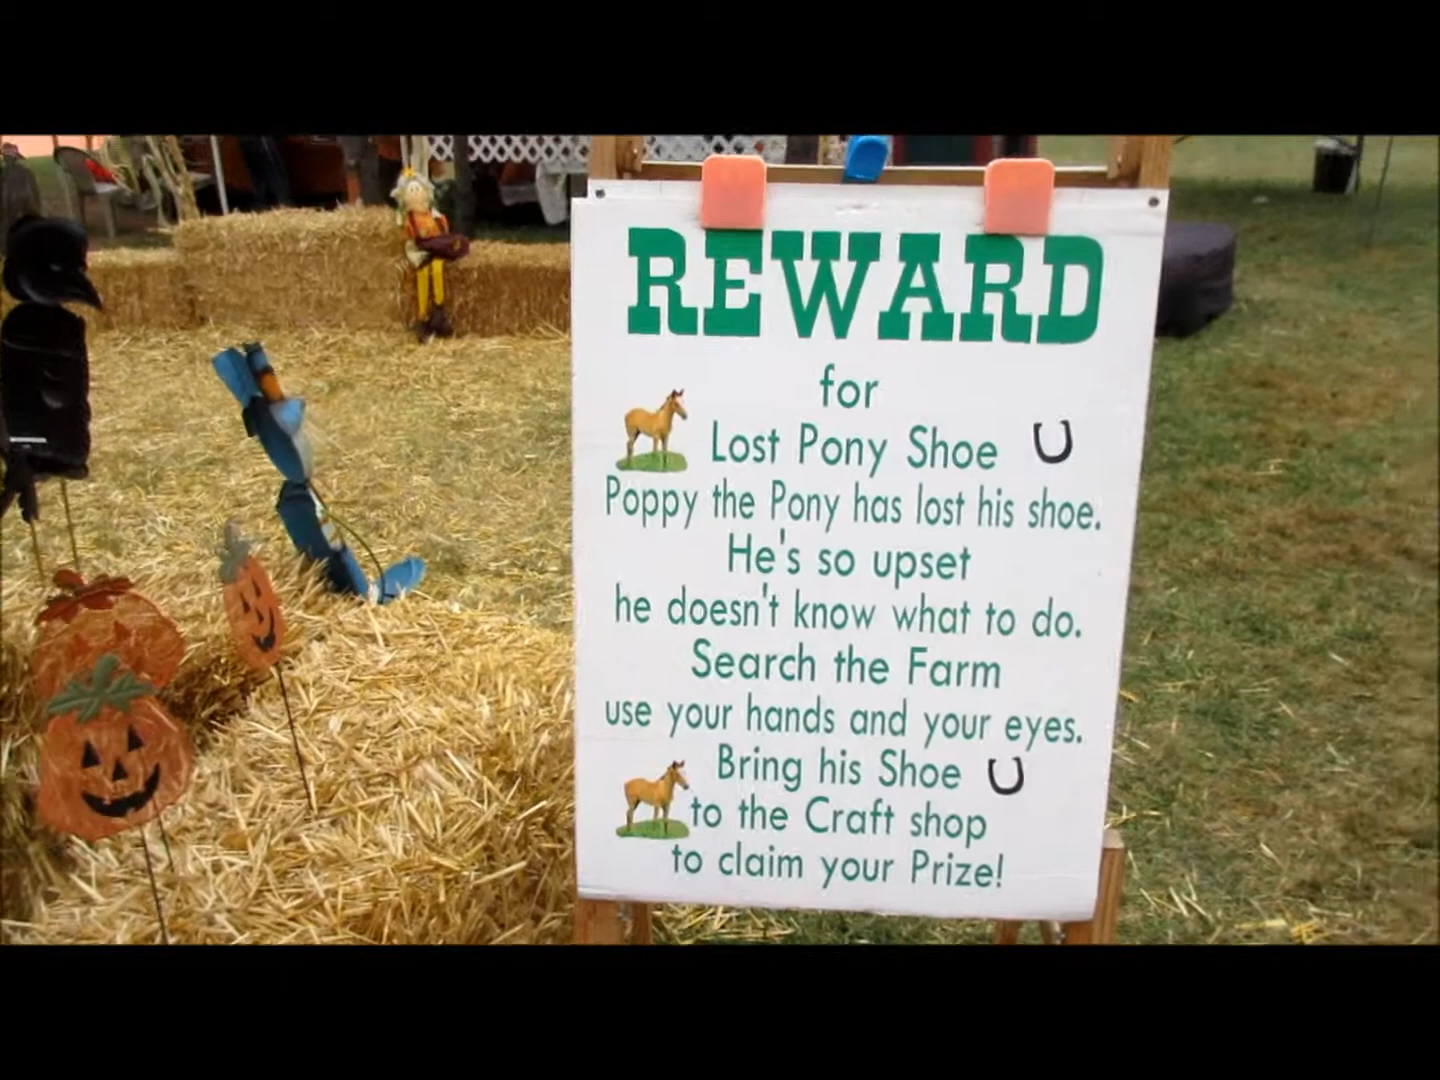 REWARD
for
Lost Pony Shoe
Poppy the Pony has lost his shoe.
He's so upset
he doesn't know what to do.
Search the Farm
use your hands and your eyes.
Bring his Shoe
to the Craft shop
to claim your Prize!